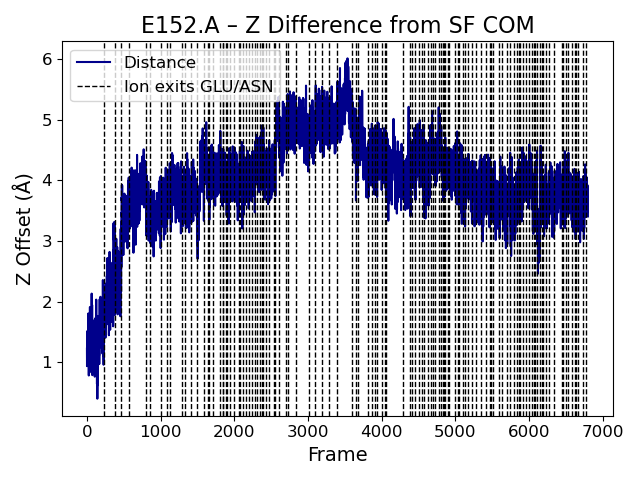 E152.A – Z Difference from SF COM
Distance
Ion exits GLU/ASN
6
5
4
3
2
1
Z Offset (Å)
0 1000 2000 3000 4000 5000 6000 7000
Frame